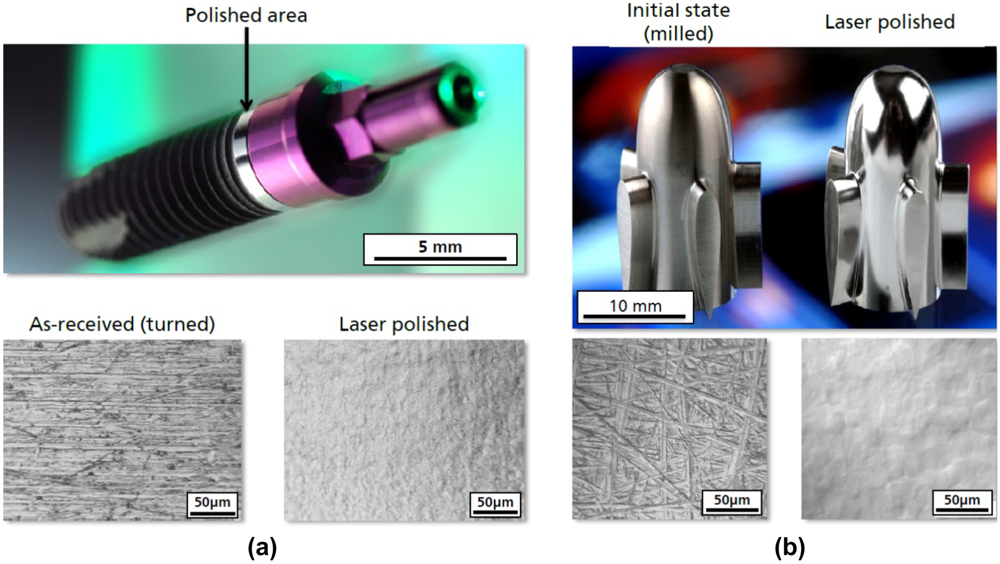 Polished area
5 mm
As-received (turned)
Laser polished
50µm
50µm
(a)
Initial state
(milled)
Laser polished
10 mm
50µm
50µm
(b)